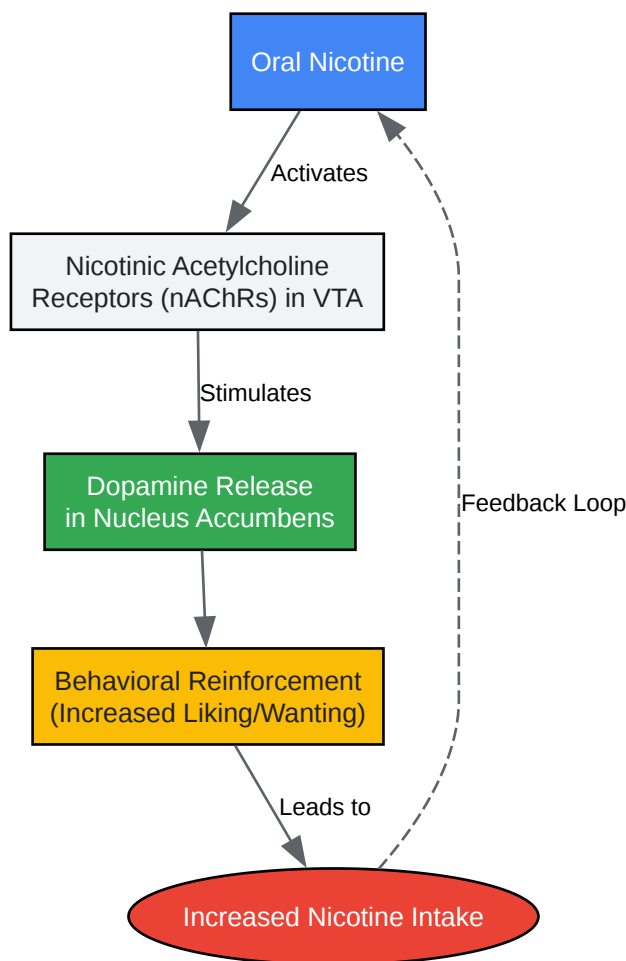 Oral Nicotine
Activates
Nicotinic Acetylcholine
Receptors (nAChRs) in VTA
Stimulates
Dopamine Release
in Nucleus Accumbens
Feedback Loop
Behavioral Reinforcement
(Increased Liking/Wanting)
Leads to
Increased Nicotine Intake